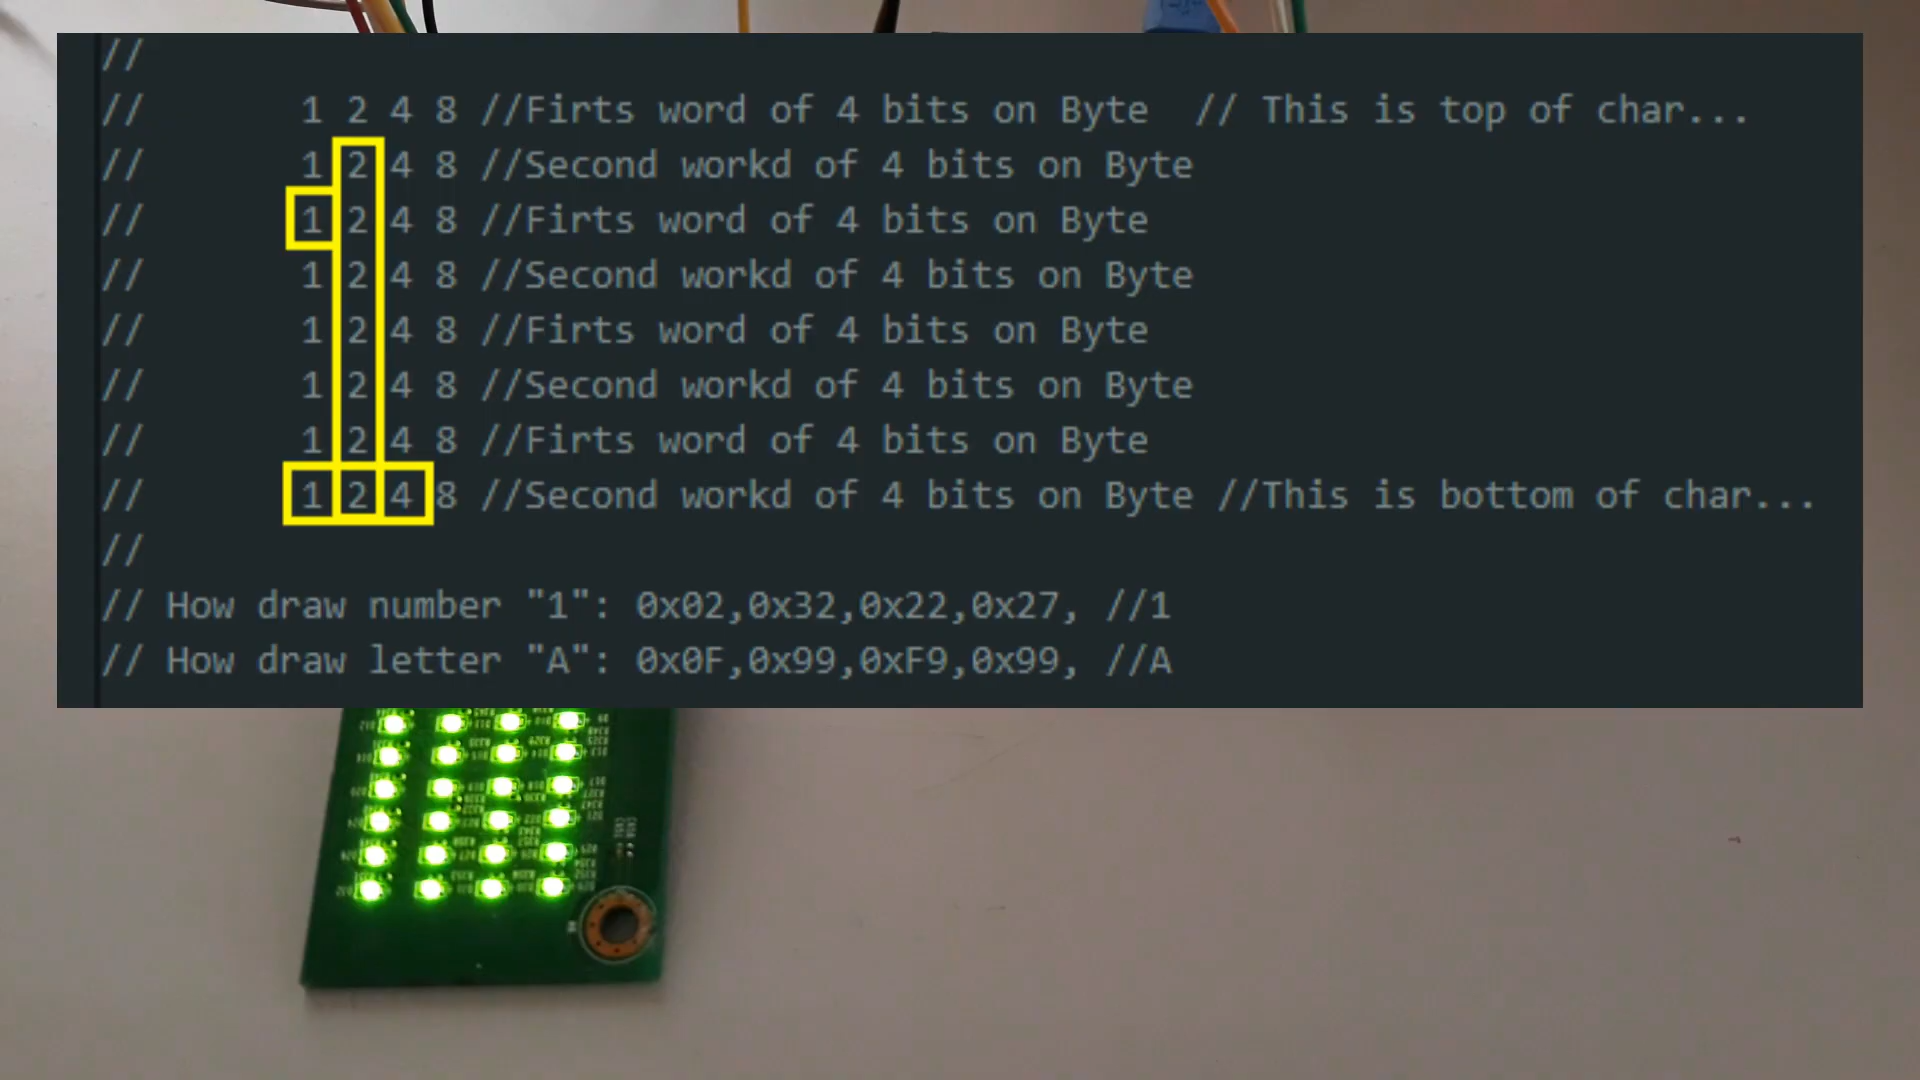 //
// 1 2 4 8 //Firts word of 4 bits on Byte // This is top of char...
// 1 2 4 8 //Second workd of 4 bits on Byte
// 1 2 4 8 //Firts word of 4 bits on Byte
// 1 2 4 8 //Second workd of 4 bits on Byte
// 1 2 4 8 //Firts word of 4 bits on Byte
// 1 2 4 8 //Second workd of 4 bits on Byte
// 1 2 4 8 //Firts word of 4 bits on Byte
// 1 2 4 8 //Second workd of 4 bits on Byte //This is bottom of char...
//
// How draw number "1": 0x02,0x32,0x22,0x27, //1
// How draw letter "A": 0x0F,0x99,0xF9,0x99, //A